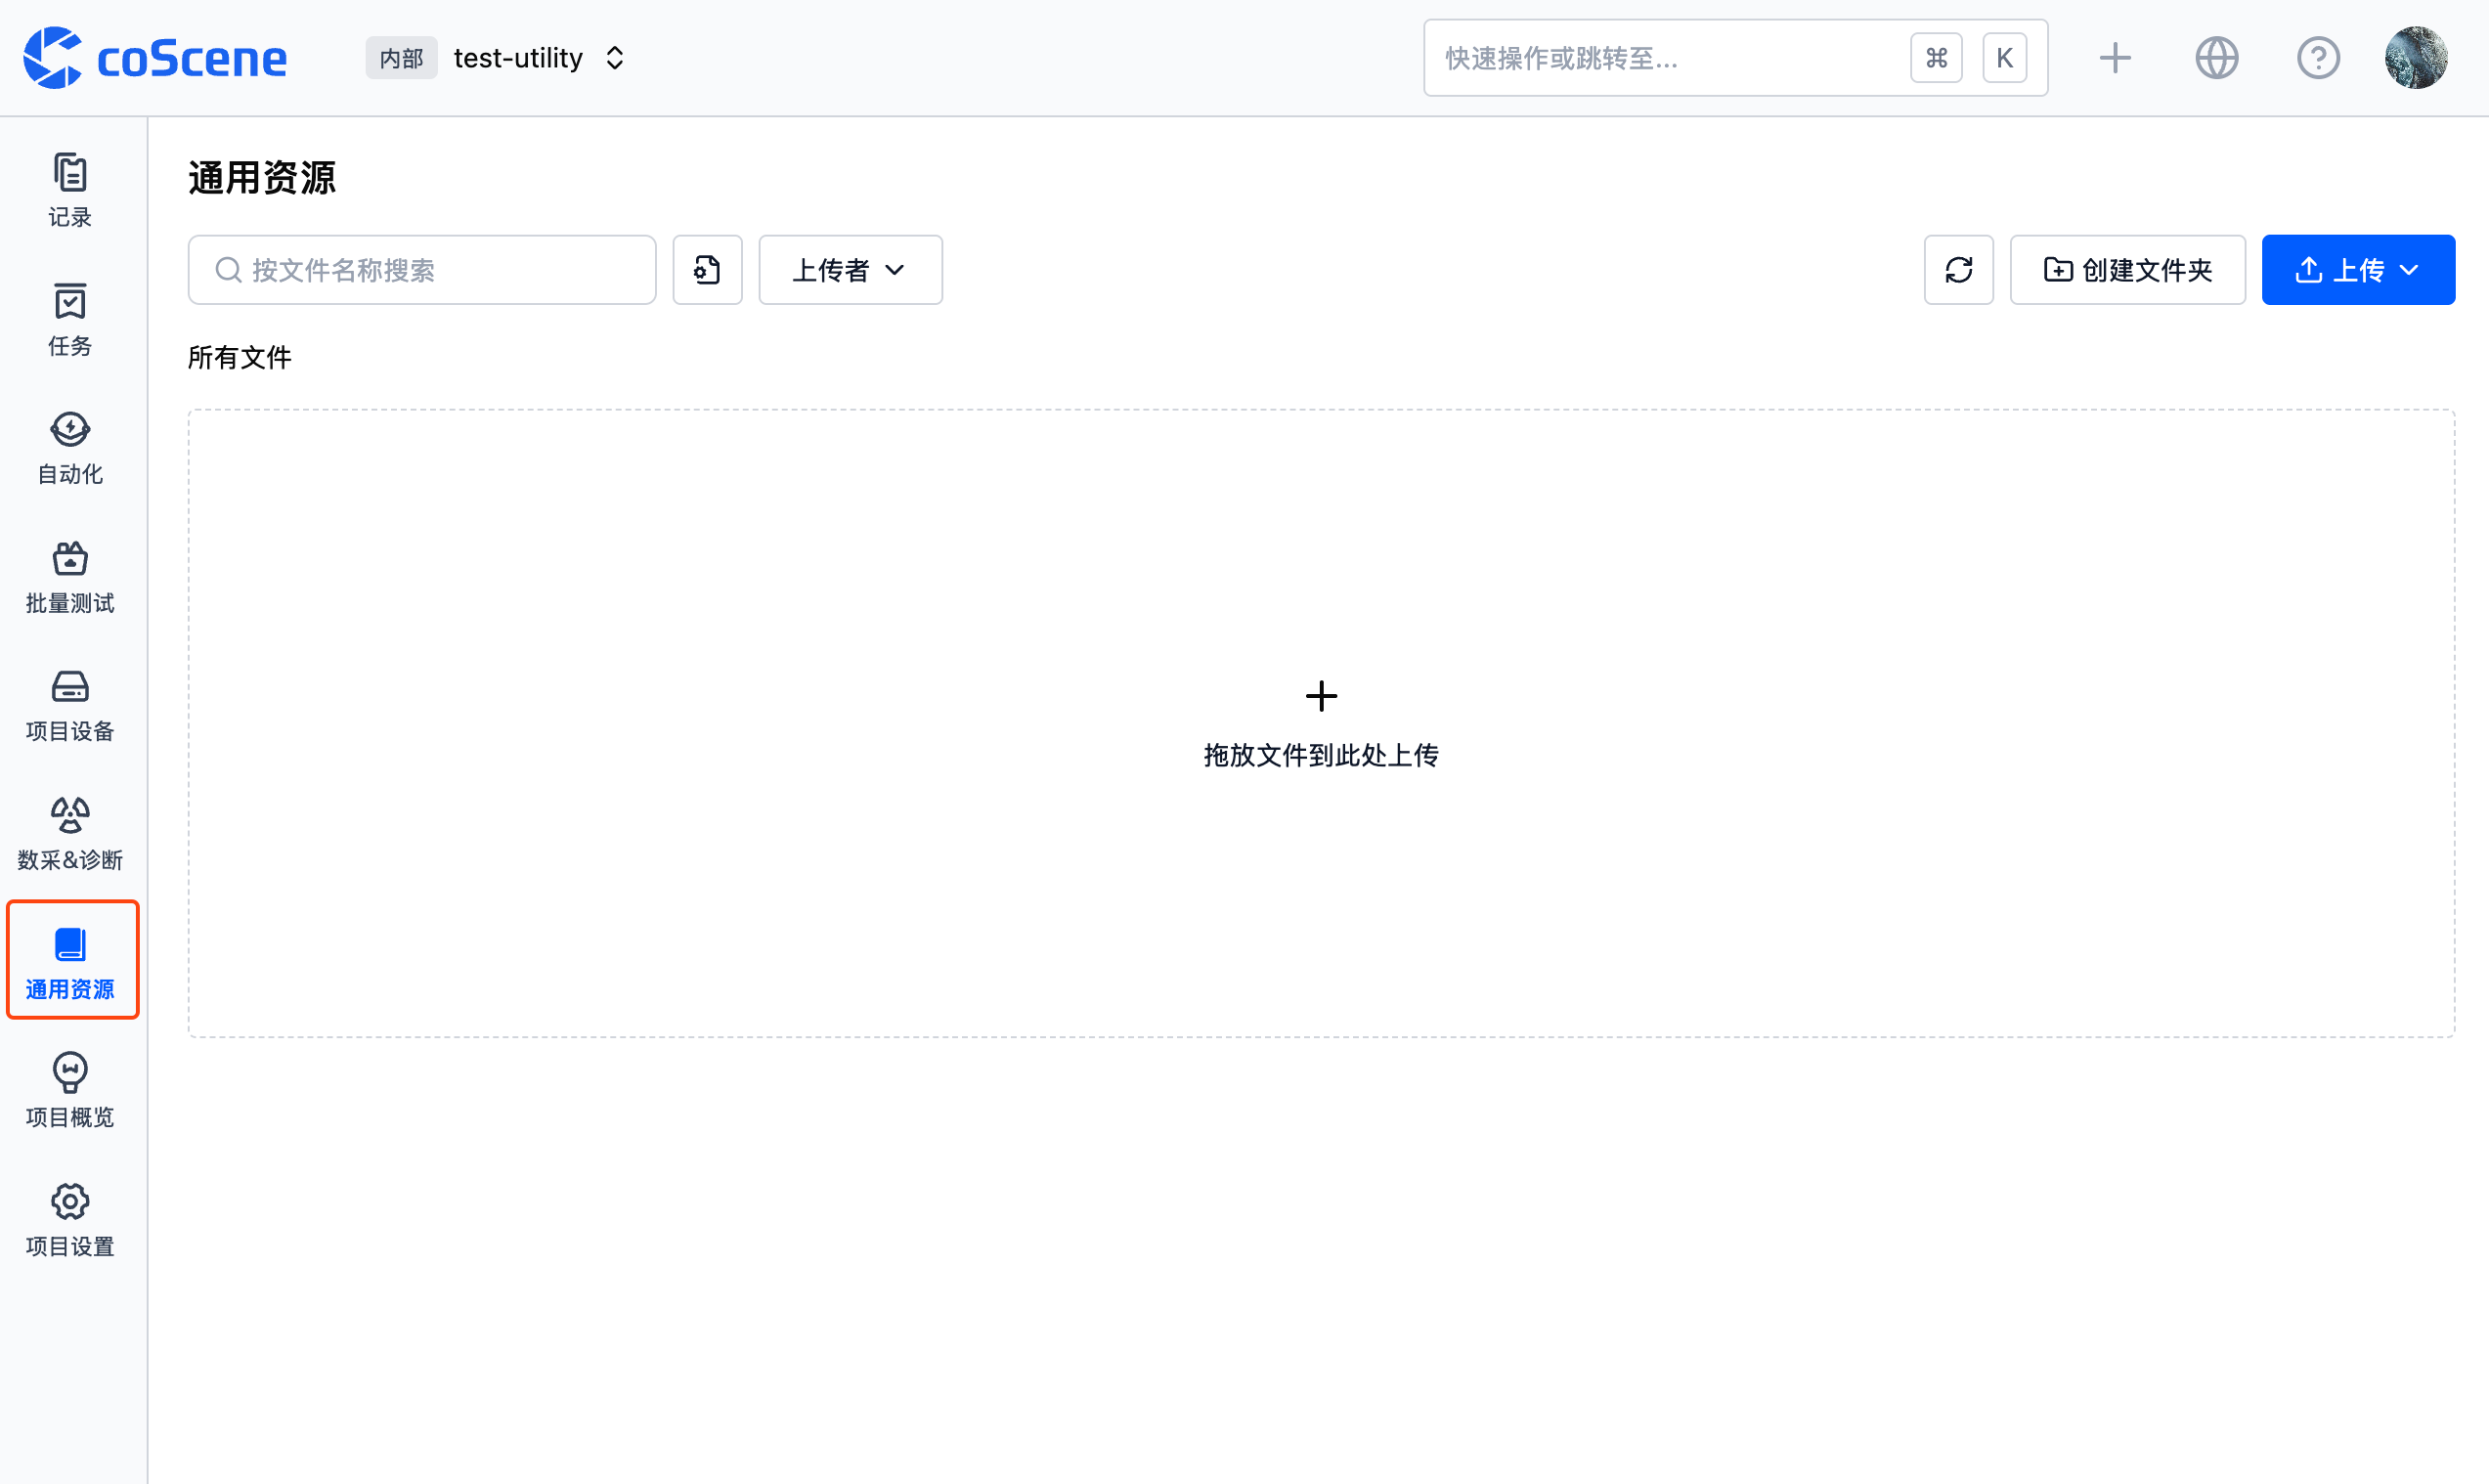 coScene
内部 test-utility
快速操作或跳转至... ⌘ K
记录
任务
自动化
批量测试
项目设备
数采&诊断
通用资源
项目概览
项目设置
通用资源
按文件名称搜索
上传者
创建文件夹
上传
所有文件
拖放文件到此处上传